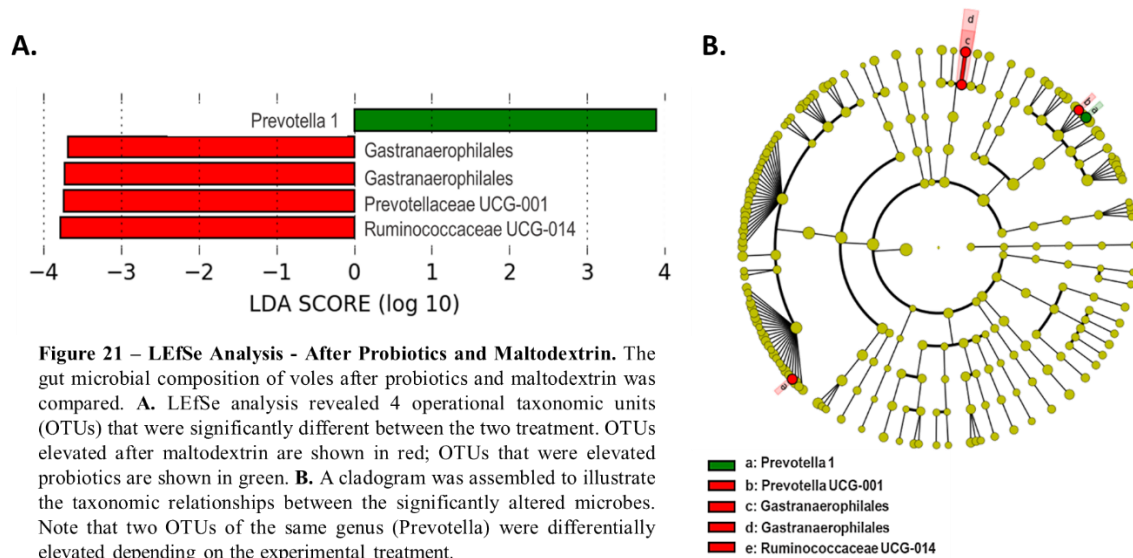 A.
Prevotella 1
Gastranaerophilales
Gastranaerophilales
Prevotellaceae UCG-001
Ruminococcaceae UCG-014
−4 −3 −2 −1 0 1 2 3 4
LDA SCORE (log 10)
Figure 21 – LEfSe Analysis - After Probiotics and Maltodextrin. The
gut microbial composition of voles after probiotics and maltodextrin was
compared. A. LEfSe analysis revealed 4 operational taxonomic units
(OTUs) that were significantly different between the two treatment. OTUs
elevated after maltodextrin are shown in red; OTUs that were elevated
probiotics are shown in green. B. A cladogram was assembled to illustrate
the taxonomic relationships between the significantly altered microbes.
Note that two OTUs of the same genus (Prevotella) were differentially
elevated depending on the experimental treatment.
B.
d
c
b
a
a: Prevotella 1
b: Prevotella UCG-001
c: Gastranaerophilales
d: Gastranaerophilales
e: Ruminococcaceae UCG-014